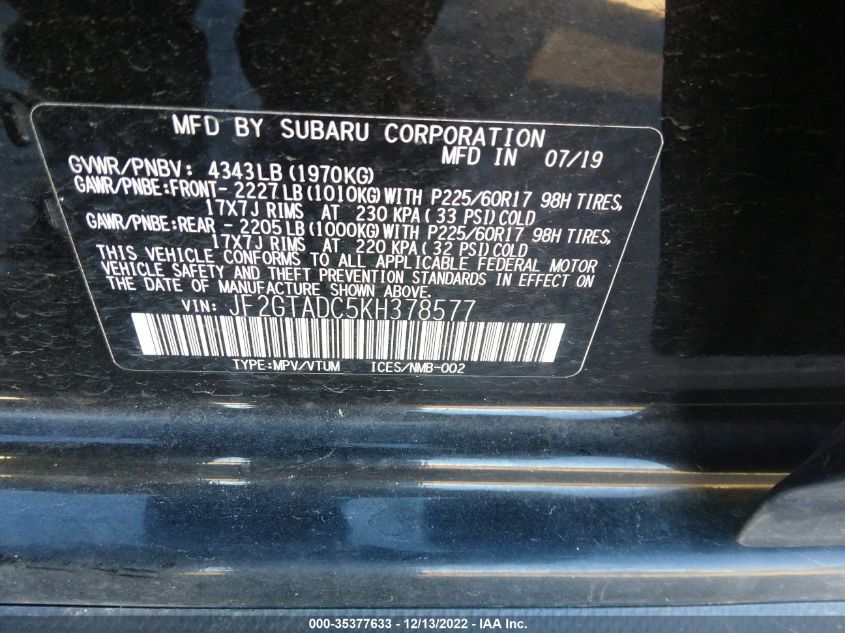 MFD BY SUBARU CORPORATION
MFD IN 07/19
GVWR/PNBV: 4343LB (1970KG)
GAWR/PNBE:FRONT-2227LB(1010KG)WITH P225/60R17 98H TIRES,
17X7J RIMS AT 230 KPA(33 PSI)COLD
GAWR/PNBE:REAR -2205LB(1000KG)WITH P225/60R17 98H TIRES,
17X7J RIMS AT 220 KPA(32 PSI)COLD
THIS VEHICLE CONFORMS TO ALL APPLICABLE FEDERAL MOTOR
VEHICLE SAFETY AND THEFT PREVENTION STANDARDS IN EFFECT ON
THE DATE OF MANUFACTURE SHOWN ABOVE.
VIN: JF2GTADC5KH378577
TYPE:MPV/VTUM ICES/NMB-002
000-35377633 - 12/13/2022 - © IAA Inc.